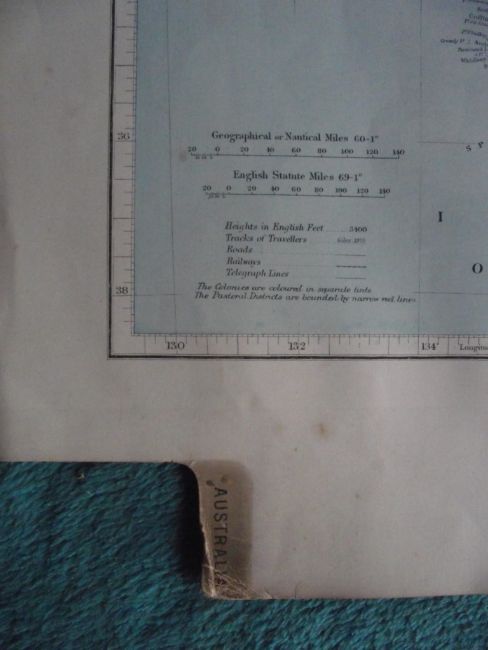 36
38
Geographical or Nautical Miles 60=1°
20 0 20 40 60 80 100 120 140
English Statute Miles 69=1°
20 0 20 40 60 80 100 120 140
Heights in English Feet 5400
Tracks of Travellers
Roads
Railways
Telegraph Lines
The Colonies are coloured in separate tints.
The Pastoral Districts are bounded by narrow red lines.
I
O
130 132 134° Longitu
AUSTRALIA